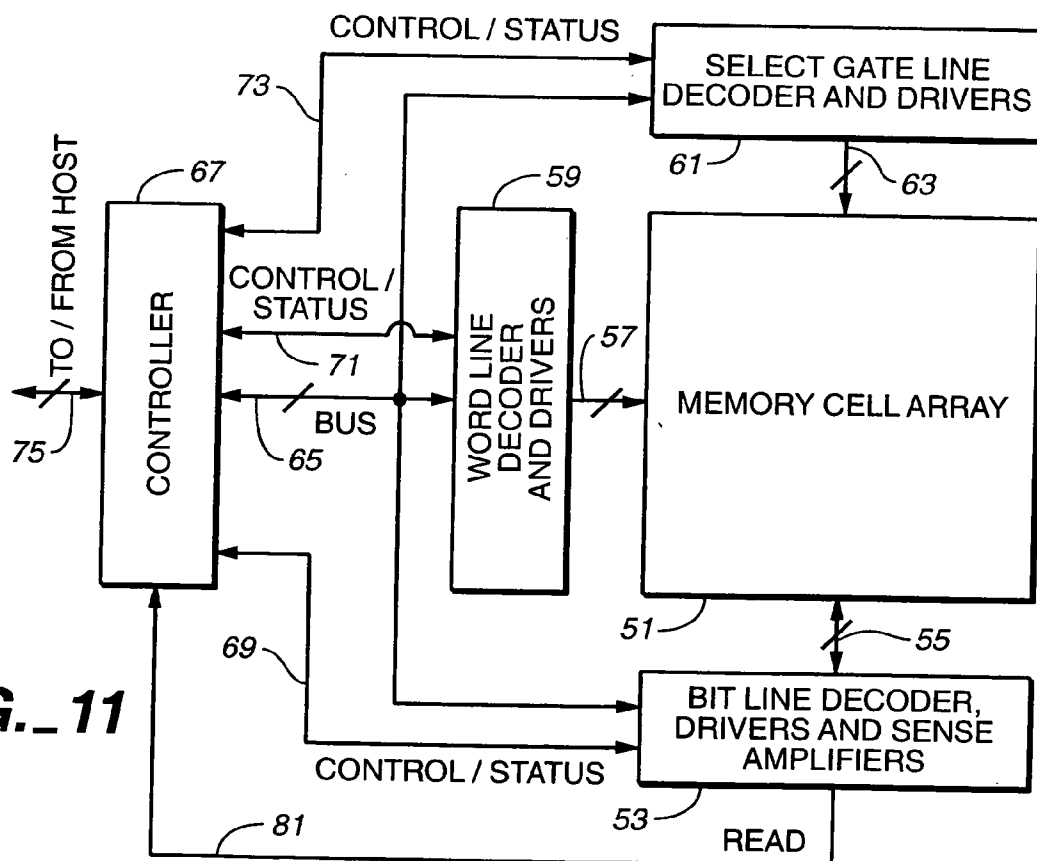 CONTROL / STATUS
SELECT GATE LINE
DECODER AND DRIVERS
73
61
63
TO / FROM HOST
67
59
CONTROLLER
CONTROL /
STATUS
71
WORD LINE
DECODER
AND DRIVERS
57
MEMORY CELL ARRAY
75
65
BUS
51
55
69
G._ 11
BIT LINE DECODER,
DRIVERS AND SENSE
AMPLIFIERS
CONTROL / STATUS
53
81
READ